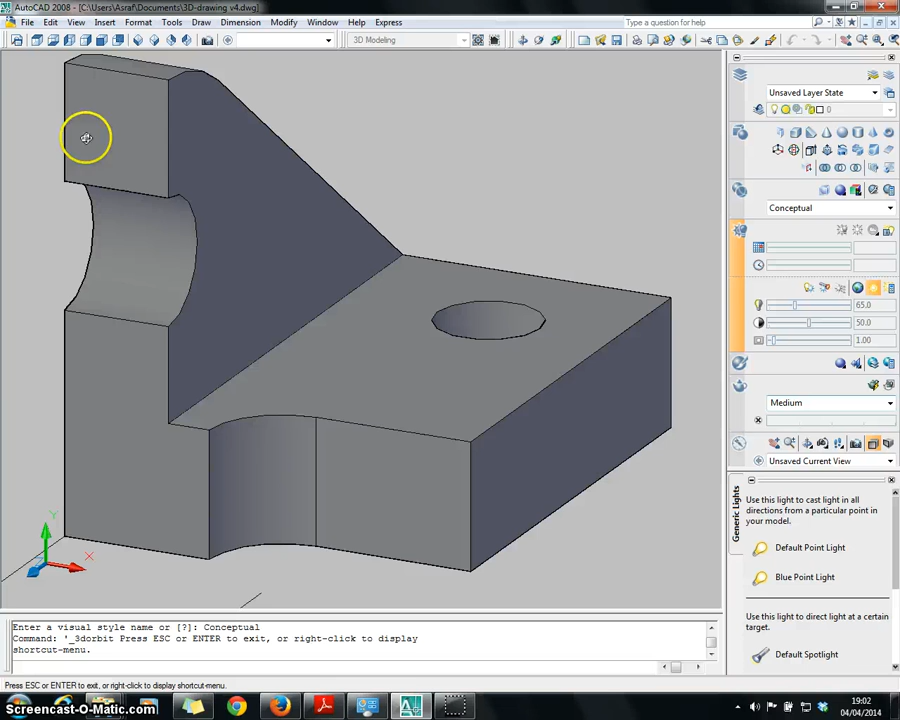 AutoCAD 2008 - [C:\Users\Asraf\Documents\3D-drawing v4.dwg]
File Edit View Insert Format Tools Draw Dimension Modify Window Help Express
Type a question for help
3D Modeling
Unsaved Layer State
0
Conceptual
65.0
50.0
1.00
Medium
Unsaved Current View
Generic Lights
Use this light to cast light in all
directions from a particular point in
your model.
Default Point Light
Blue Point Light
Use this light to direct light at a certain
target.
Default Spotlight
Y
X
Enter a visual style name or [?]: Conceptual
Command: '_3dorbit Press ESC or ENTER to exit, or right-click to display
shortcut-menu.
Press ESC or ENTER to exit, or right-click to display shortcut-menu.
Screencast-O-Matic.com
19:02
04/04/2014